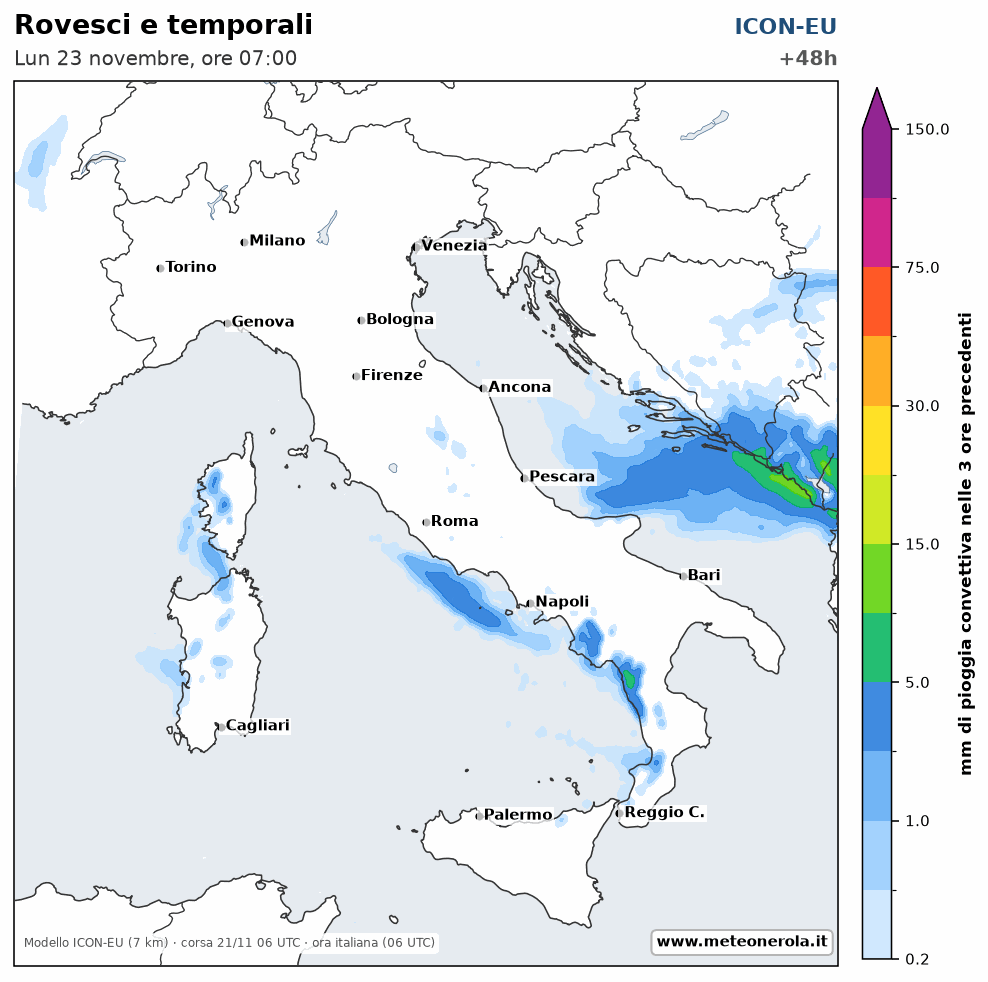 Rovesci e temporali
ICON-EU
Lun 23 novembre, ore 07:00
+48h
150.0
75.0
30.0
15.0
5.0
1.0
0.2
mm di pioggia convettiva nelle 3 ore precedenti
Milano
Venezia
Torino
Genova
Bologna
Firenze
Ancona
Pescara
Roma
Bari
Napoli
Cagliari
Palermo
Reggio C.
Modello ICON-EU (7 km) · corsa 21/11 06 UTC · ora italiana (06 UTC)
www.meteonerola.it